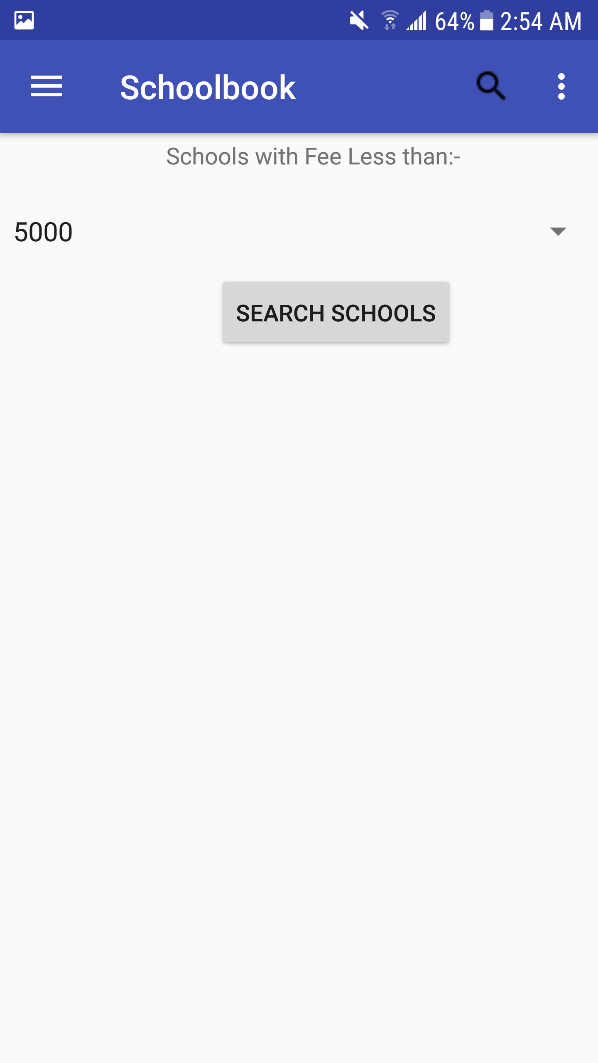 64% 2:54 AM
Schoolbook
Schools with Fee Less than:-
5000
SEARCH SCHOOLS